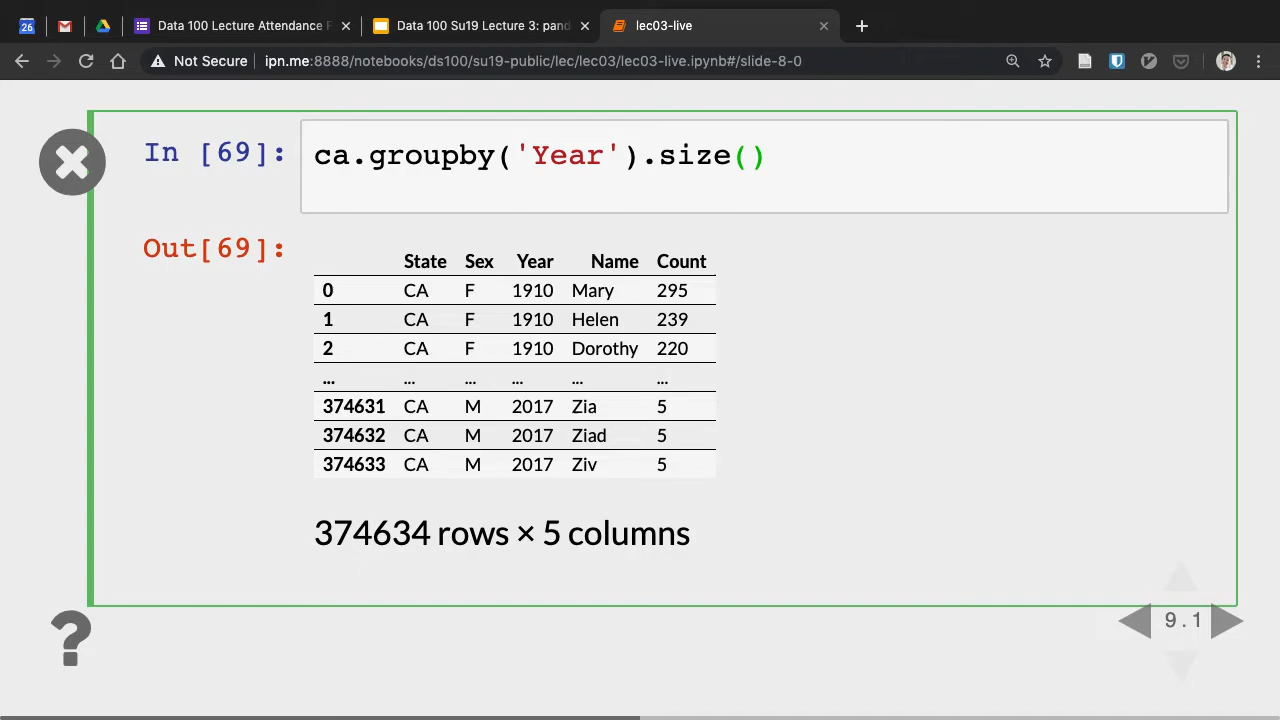 26
Data 100 Lecture Attendance F
Data 100 Su19 Lecture 3: pand
lec03-live
Not Secure
ipn.me:8888/notebooks/ds100/su19-public/lec/lec03/lec03-live.ipynb#/slide-8-0
In [69]:
ca.groupby('Year').size()
Out[69]:
State Sex Year Name Count
0 CA F 1910 Mary 295
1 CA F 1910 Helen 239
2 CA F 1910 Dorothy 220
... ... ... ... ... ...
374631 CA M 2017 Zia 5
374632 CA M 2017 Ziad 5
374633 CA M 2017 Ziv 5
374634 rows × 5 columns
9.1
?